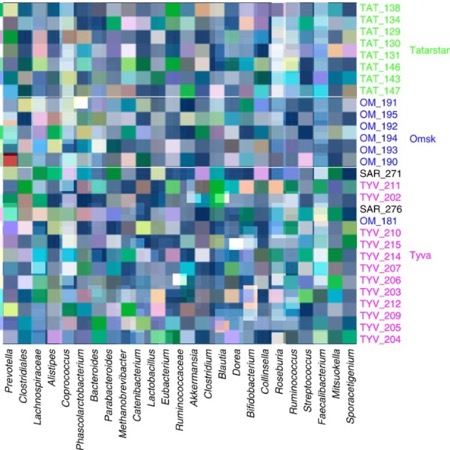 TAT_138
TAT_134
TAT_129
TAT_130
TAT_131
TAT_146
TAT_143
TAT_147
Tatarstar
OM_191
OM_195
OM_192
OM_194
OM_193
OM_190
Omsk
SAR_271
TYV_211
TYV_202
SAR_276
OM_181
TYV_210
TYV_215
TYV_214
TYV_207
TYV_206
TYV_203
TYV_212
TYV_209
TYV_205
TYV_204
Tyva
Prevotella
Clostridiales
Lachnospiraceae
Alistipes
Coprococcus
Phascolarctobacterium
Bacteroides
Parabacteroides
Methanobrevibacter
Catenibacterium
Lactobacillus
Eubacterium
Ruminococcaceae
Akkermansia
Clostridium
Blautia
Dorea
Bifidobacterium
Collinsella
Roseburia
Ruminococcus
Streptococcus
Faecalibacterium
Mitsuokella
Sporacetigenium